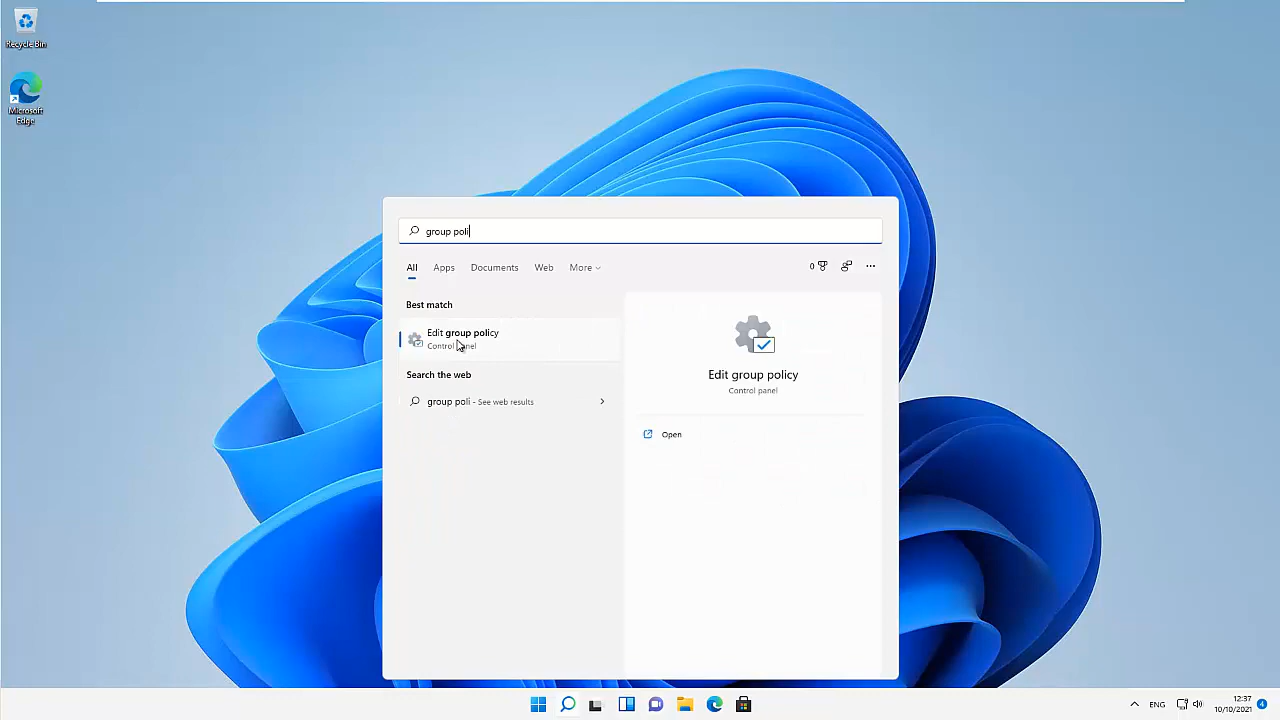 Recycle Bin
Microsoft
Edge
group poli
All Apps Documents Web More 0 ...
Best match
Edit group policy
Control panel
Search the web
group poli - See web results
Edit group policy
Control panel
Open
ENG
12:37
10/10/2021
4